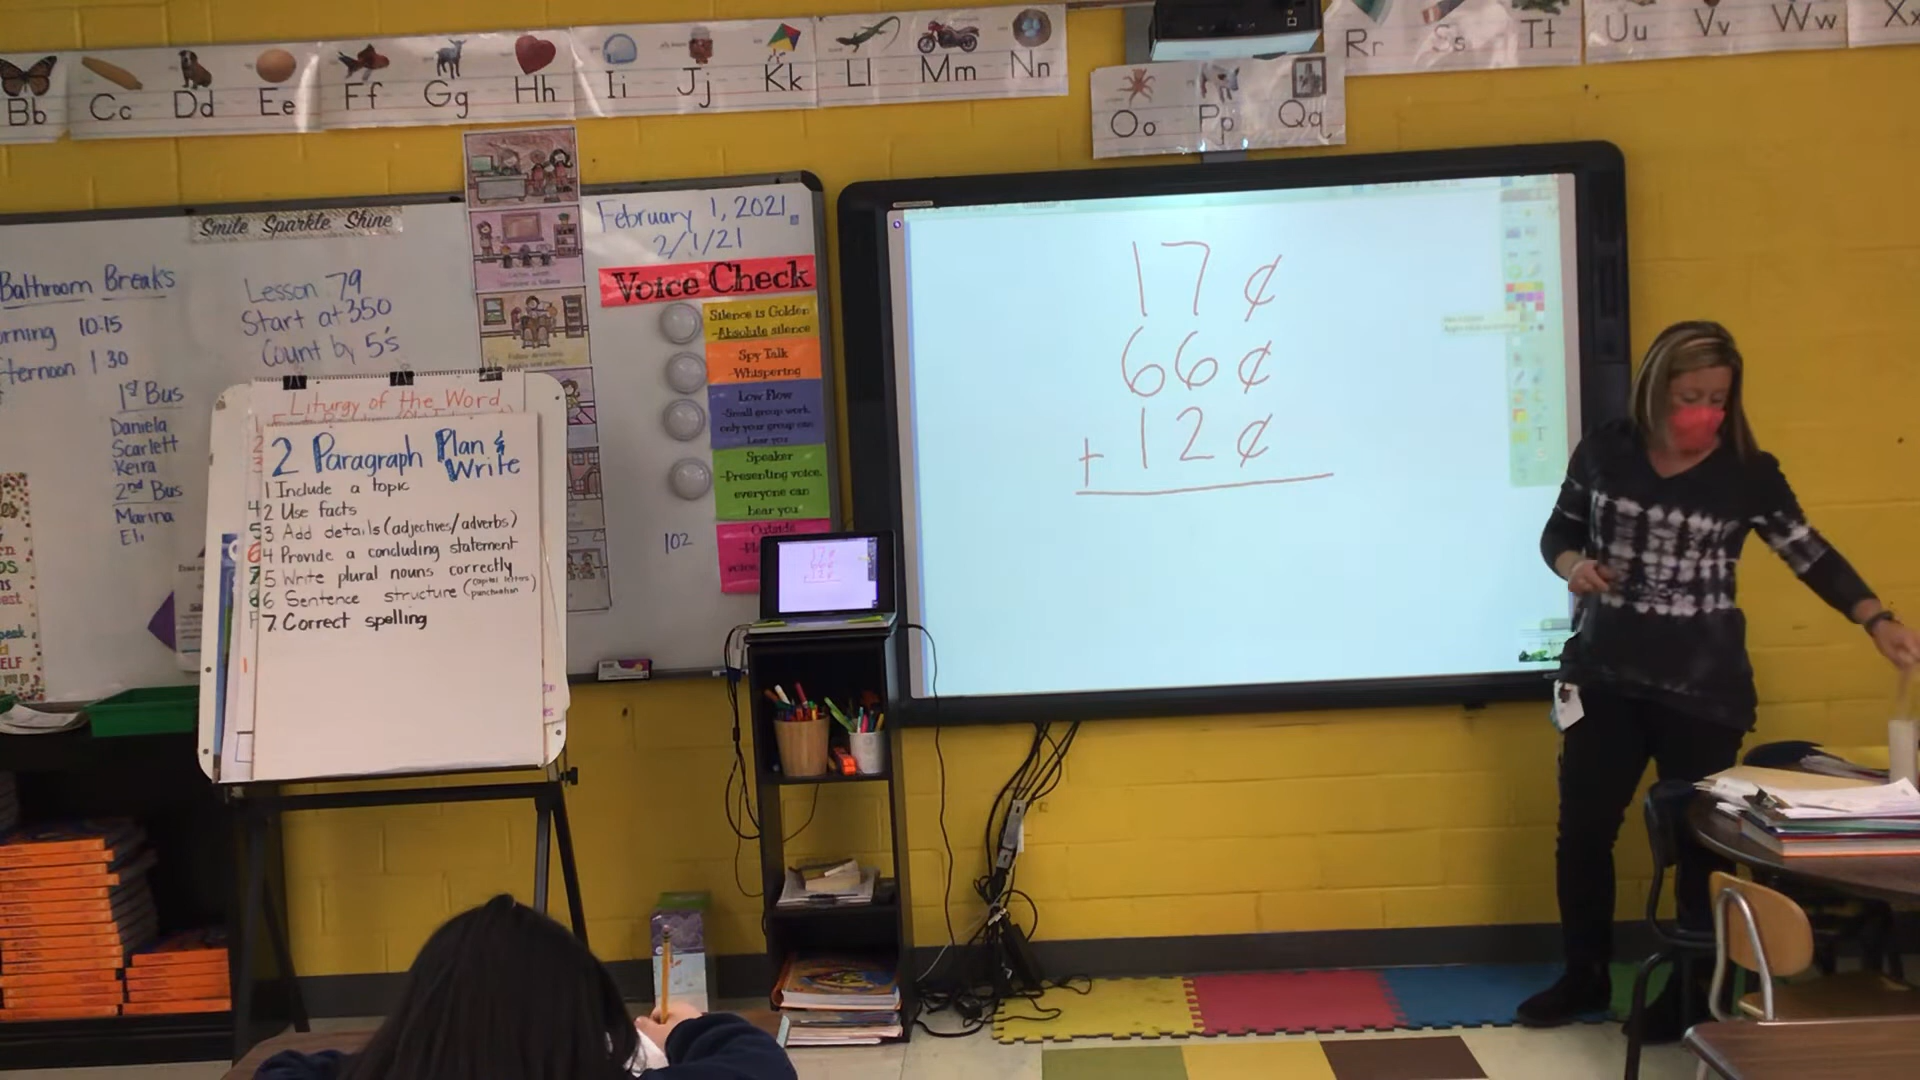 Bb Cc Dd Ee Ff Gg Hh Ii Jj Kk Ll Mm Nn
Oo Pp Qq
Rr Ss Tt Uu Vv Ww Xx
Smile Sparkle Shine
Bathroom Breaks
10:15
1:30
1st Bus
Daniela
Scarlett
Keira
2nd Bus
Marina
Eli
Lesson 79
Start at 350
Count by 5's
Liturgy of the Word
2 Paragraph Plan &
Write
1 Include a topic
2 Use facts
3 Add details (adjectives/adverbs)
4 Provide a concluding statement
5 Write plural nouns correctly
6 Sentence structure (capital letters punctuation)
7. Correct spelling
February 1, 2021
2/1/21
Voice Check
Silence is Golden
-Absolute silence
Spy Talk
-Whispering
Low Flow
-Small group work,
only your group can
hear you
Speaker
-Presenting voice,
everyone can
hear you
Outside
102
17¢
66¢
+ 12¢